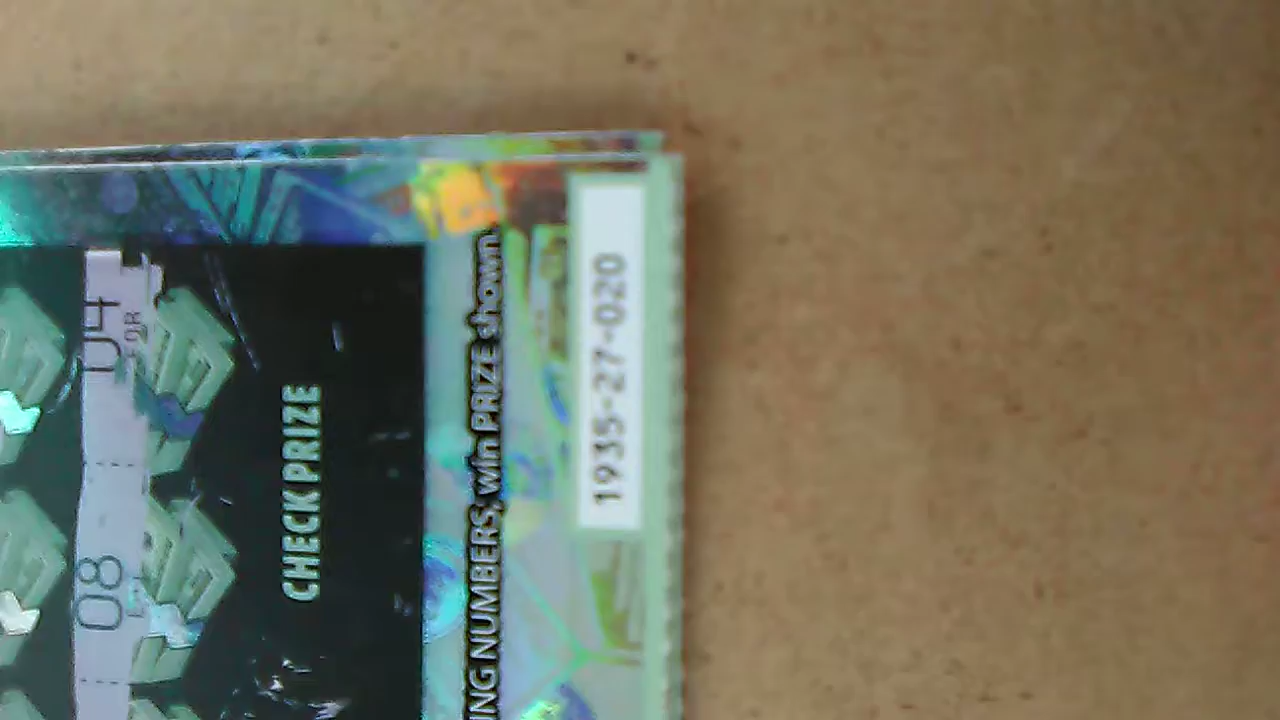 04
08
CHECK PRIZE
ING NUMBERS, win PRIZE shown.
1935-27-020